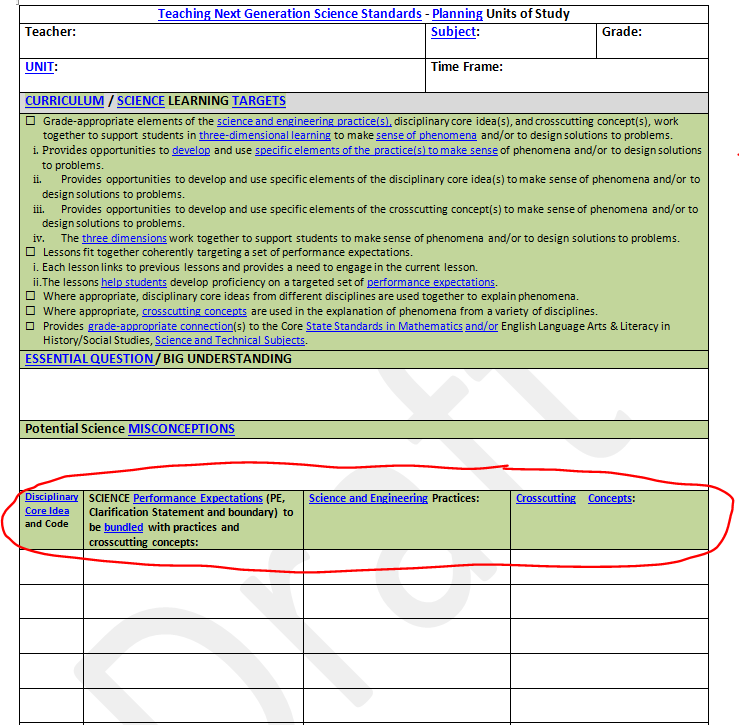 Teaching Next Generation Science Standards - Planning Units of Study
Teacher:
Subject:
Grade:
UNIT:
Time Frame:
CURRICULUM / SCIENCE LEARNING TARGETS
☐ Grade-appropriate elements of the science and engineering practice(s), disciplinary core idea(s), and crosscutting concept(s), work
together to support students in three-dimensional learning to make sense of phenomena and/or to design solutions to problems.
i. Provides opportunities to develop and use specific elements of the practice(s) to make sense of phenomena and/or to design solutions
to problems.
ii. Provides opportunities to develop and use specific elements of the disciplinary core idea(s) to make sense of phenomena and/or to
design solutions to problems.
iii. Provides opportunities to develop and use specific elements of the crosscutting concept(s) to make sense of phenomena and/or to
design solutions to problems.
iv. The three dimensions work together to support students to make sense of phenomena and/or to design solutions to problems.
☐ Lessons fit together coherently targeting a set of performance expectations.
i. Each lesson links to previous lessons and provides a need to engage in the current lesson.
ii.The lessons help students develop proficiency on a targeted set of performance expectations.
☐ Where appropriate, disciplinary core ideas from different disciplines are used together to explain phenomena.
☐ Where appropriate, crosscutting concepts are used in the explanation of phenomena from a variety of disciplines.
☐ Provides grade-appropriate connection(s) to the Core State Standards in Mathematics and/or English Language Arts & Literacy in
History/Social Studies, Science and Technical Subjects.
ESSENTIAL QUESTION / BIG UNDERSTANDING
Potential Science MISCONCEPTIONS
Disciplinary
Core Idea
and Code
SCIENCE Performance Expectations (PE,
Clarification Statement and boundary) to
be bundled with practices and
crosscutting concepts:
Science and Engineering Practices:
Crosscutting Concepts:
Draft